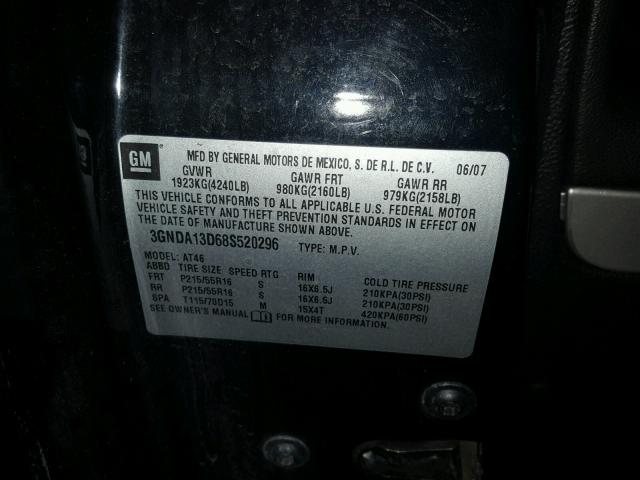 GM
MFD BY GENERAL MOTORS DE MEXICO, S. DE R.L. DE C.V. 06/07
GVWR GAWR FRT GAWR RR
1923KG(4240LB) 980KG(2160LB) 979KG(2158LB)
THIS VEHICLE CONFORMS TO ALL APPLICABLE U.S. FEDERAL MOTOR
VEHICLE SAFETY AND THEFT PREVENTION STANDARDS IN EFFECT ON
THE DATE OF MANUFACTURE SHOWN ABOVE.
3GNDA13D68S520296 TYPE: M.P.V.
MODEL: AT46
ABBD TIRE SIZE SPEED RTG RIM COLD TIRE PRESSURE
FRT P215/55R16 S 16X6.5J 210KPA(30PSI)
RR P215/55R16 S 16X6.5J 210KPA(30PSI)
SPA T115/70D15 M 15X4T 420KPA(60PSI)
SEE OWNER'S MANUAL FOR MORE INFORMATION.